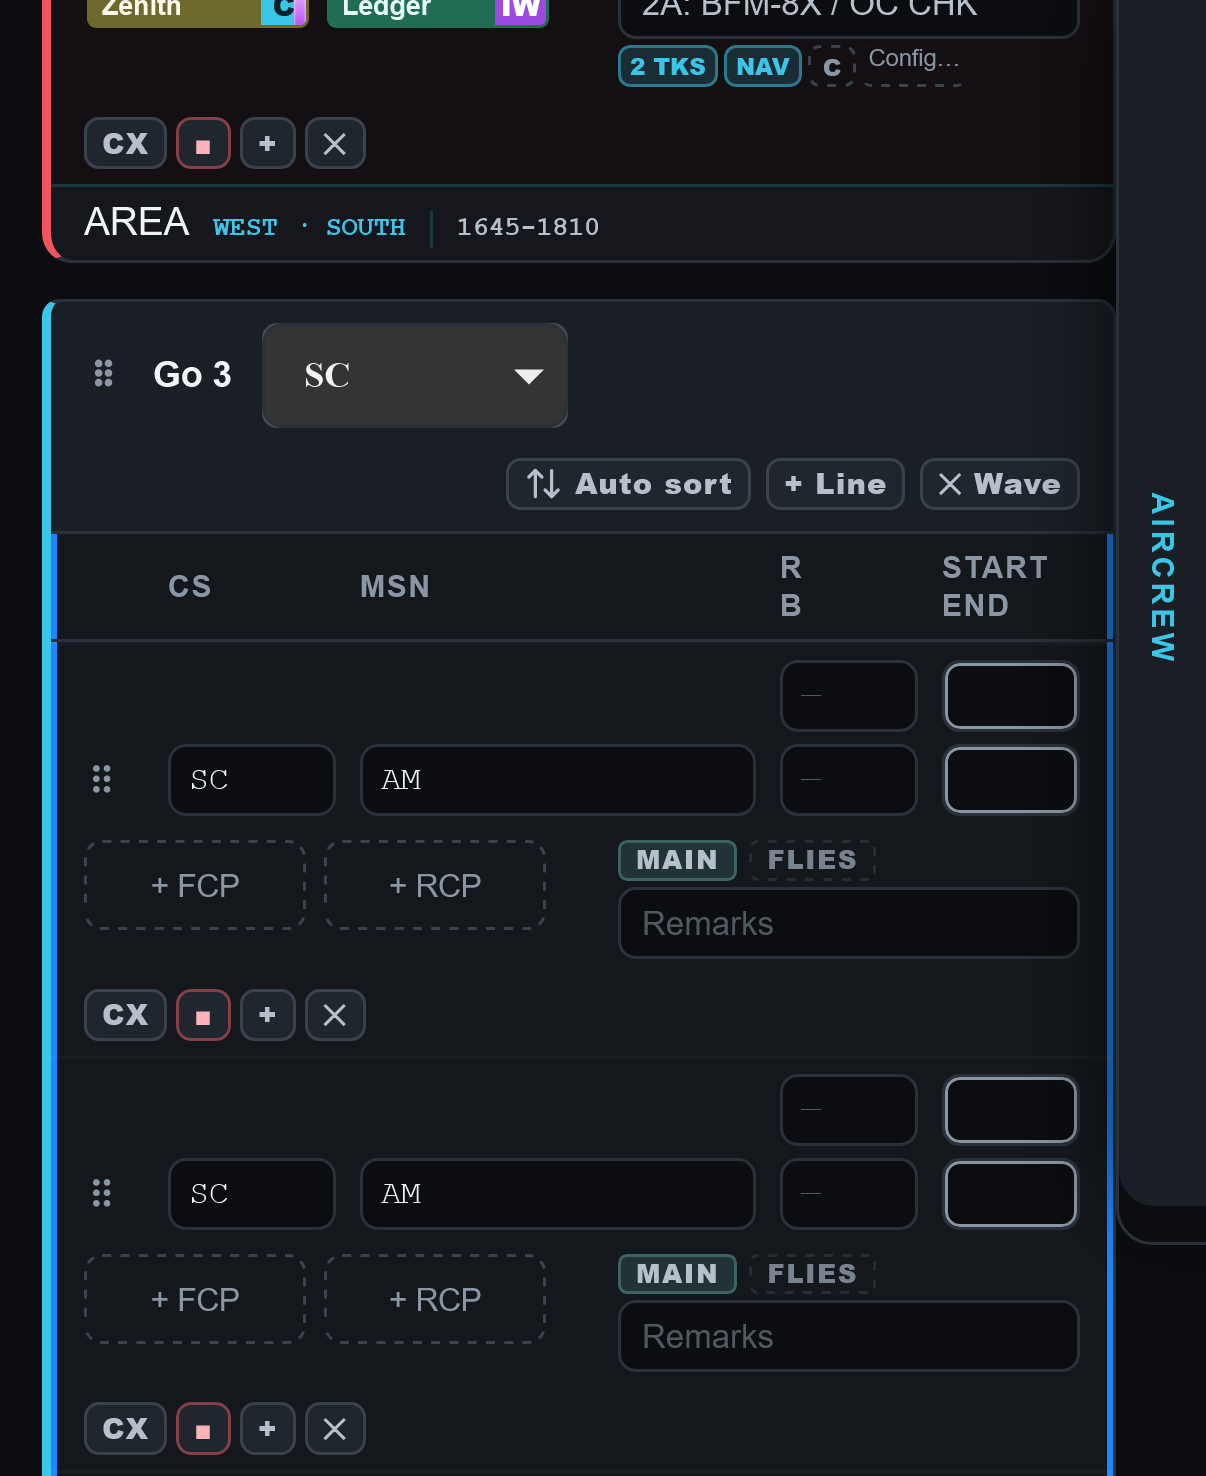 Zenith C Ledger IW 2A: BFM-8X / OC CHK
2 TKS NAV C Config...
CX + ×
AREA WEST · SOUTH 1645-1810
Go 3 SC
Auto sort + Line × Wave
CS MSN R START
B END
—
SC AM —
+ FCP + RCP MAIN FLIES
Remarks
CX + ×
—
SC AM —
+ FCP + RCP MAIN FLIES
Remarks
CX + ×
AIRCREW